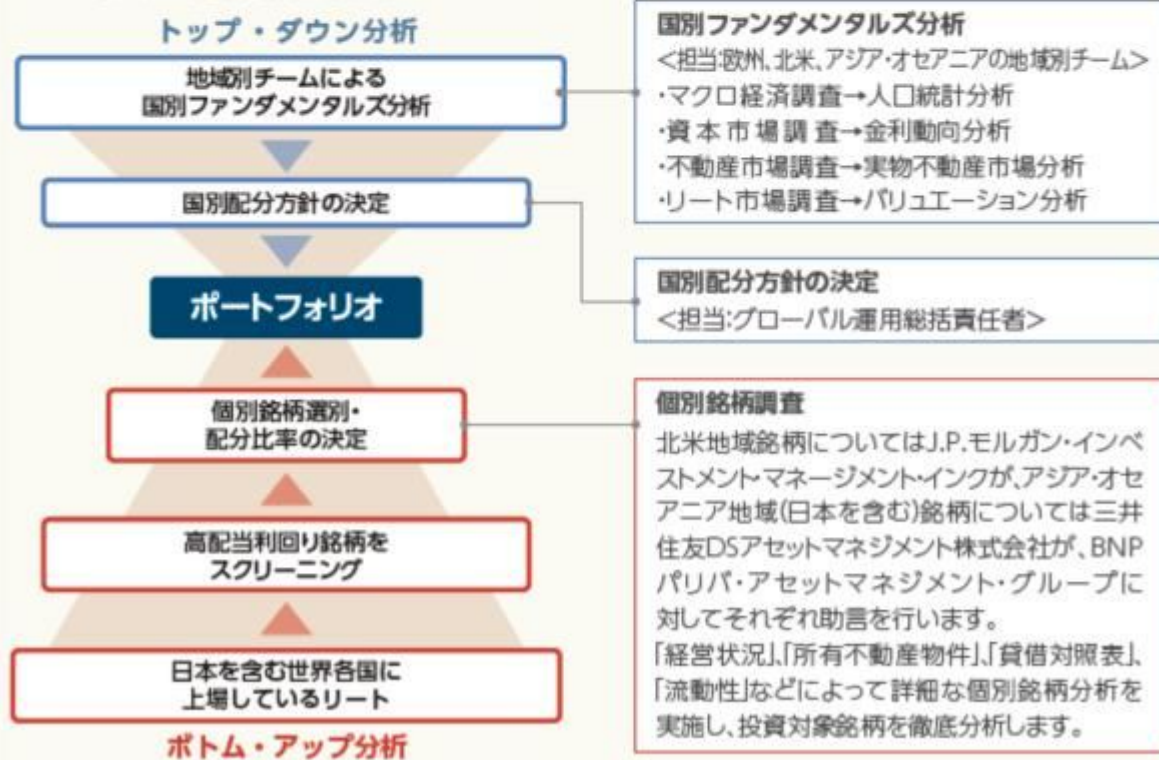 トップ・ダウン分析
地域別チームによる
国別ファンダメンタルズ分析
国別配分方針の決定
ポートフォリオ
個別銘柄選別・
配分比率の決定
高配当利回り銘柄を
スクリーニング
日本を含む世界各国に
上場しているリート
ボトム・アップ分析
国別ファンダメンタルズ分析
<担当:欧州、北米、アジア・オセアニアの地域別チーム>
・マクロ経済調査→人口統計分析
・資本市場調査→金利動向分析
・不動産市場調査→実物不動産市場分析
・リート市場調査→バリュエーション分析
国別配分方針の決定
<担当:グローバル運用総括責任者>
個別銘柄調査
北米地域銘柄についてはJ.P.モルガン・インベ
ストメント・マネージメント・インクが、アジア・オセ
アニア地域(日本を含む)銘柄については三井
住友DSアセットマネジメント株式会社が、BNP
パリバ・アセットマネジメント・グループに
対してそれぞれ助言を行います。
「経営状況」、「所有不動産物件」、「貸借対照表」、
「流動性」などによって詳細な個別銘柄分析を
実施し、投資対象銘柄を徹底分析します。